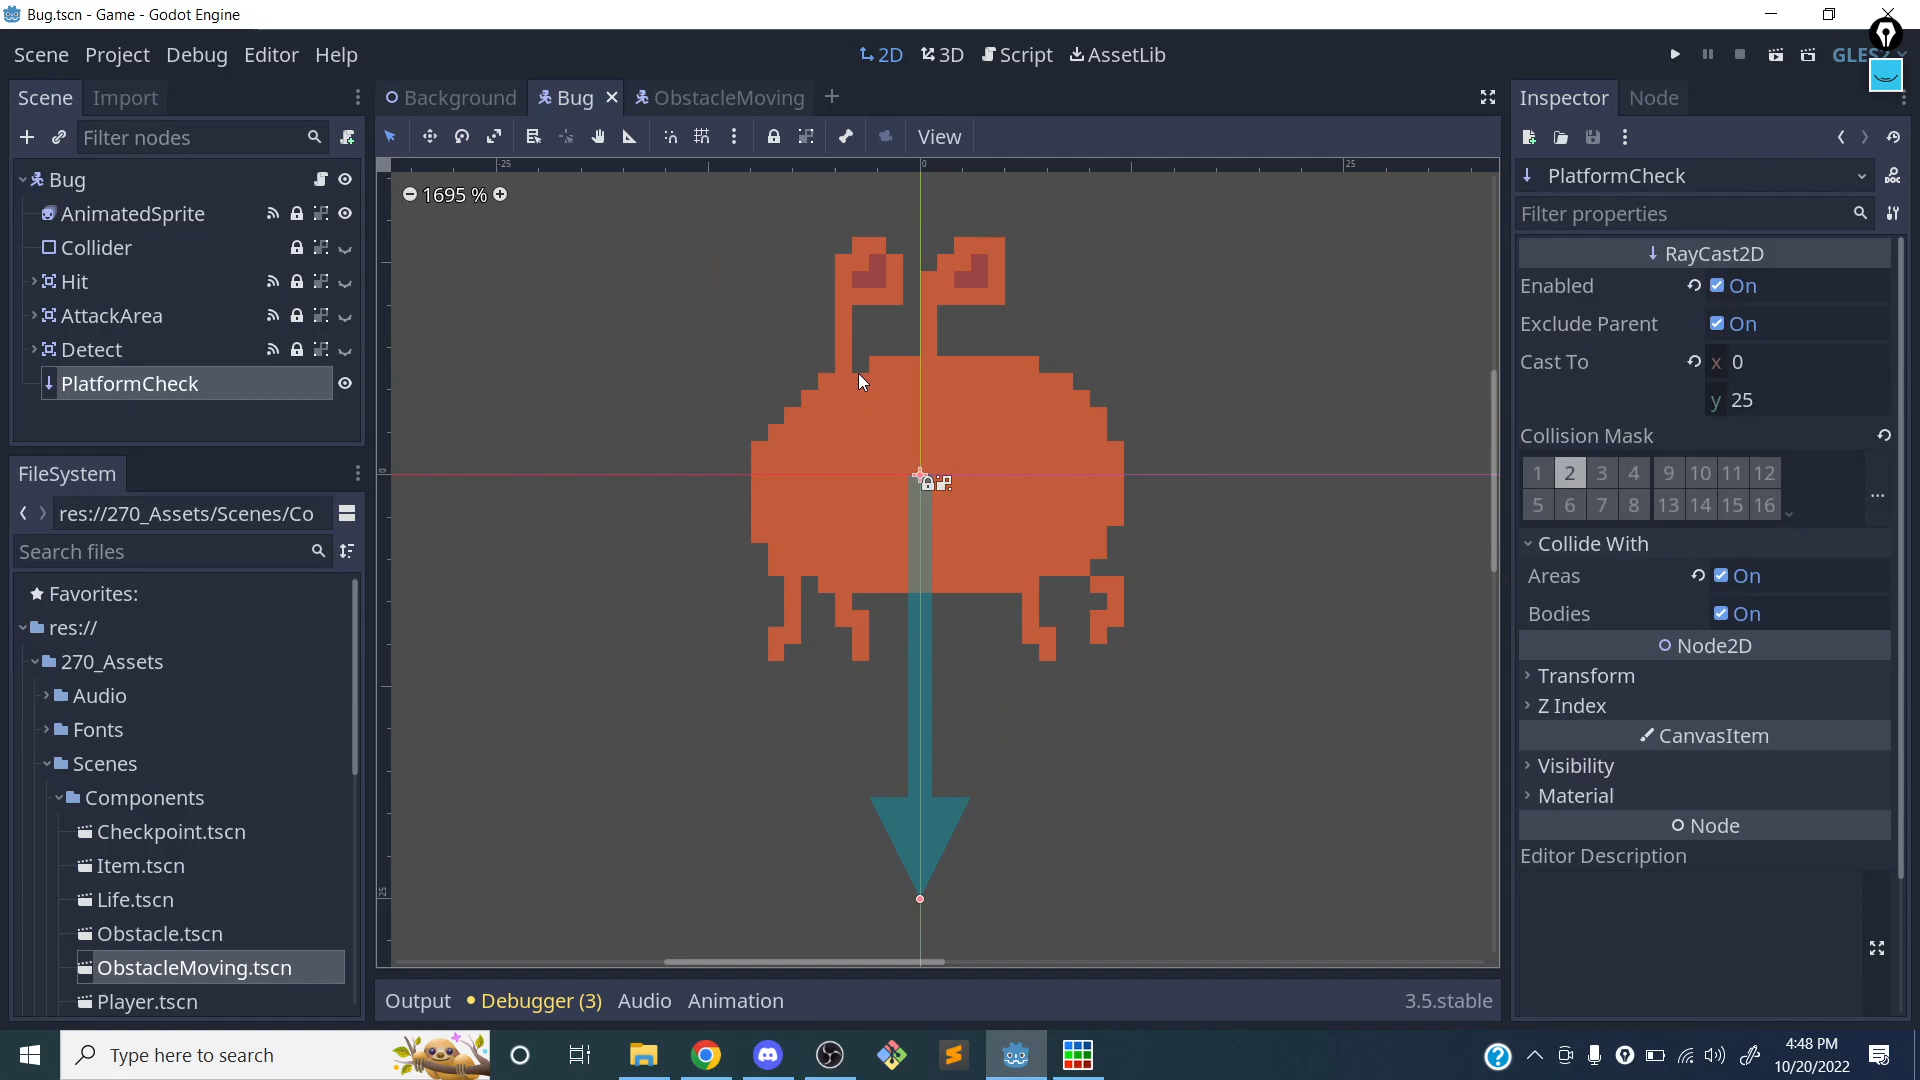 Bug.tscn - Game - Godot Engine
Scene Project Debug Editor Help
2D 3D Script AssetLib
Scene Import
Background Bug ObstacleMoving
Inspector Node
Filter nodes
View
PlatformCheck
Filter properties
Bug
AnimatedSprite
Collider
Hit
AttackArea
Detect
PlatformCheck
-25 0 25
1695 %
0
25
RayCast2D
Enabled On
Exclude Parent On
Cast To x 0
y 25
Collision Mask
1 2 3 4 9 10 11 12
5 6 7 8 13 14 15 16
Collide With
Areas On
Bodies On
Node2D
Transform
Z Index
CanvasItem
Visibility
Material
Node
Editor Description
FileSystem
res://270_Assets/Scenes/Co
Search files
Favorites:
res://
270_Assets
Audio
Fonts
Scenes
Components
Checkpoint.tscn
Item.tscn
Life.tscn
Obstacle.tscn
ObstacleMoving.tscn
Player.tscn
Output Debugger (3) Audio Animation 3.5.stable
Type here to search
4:48 PM
10/20/2022